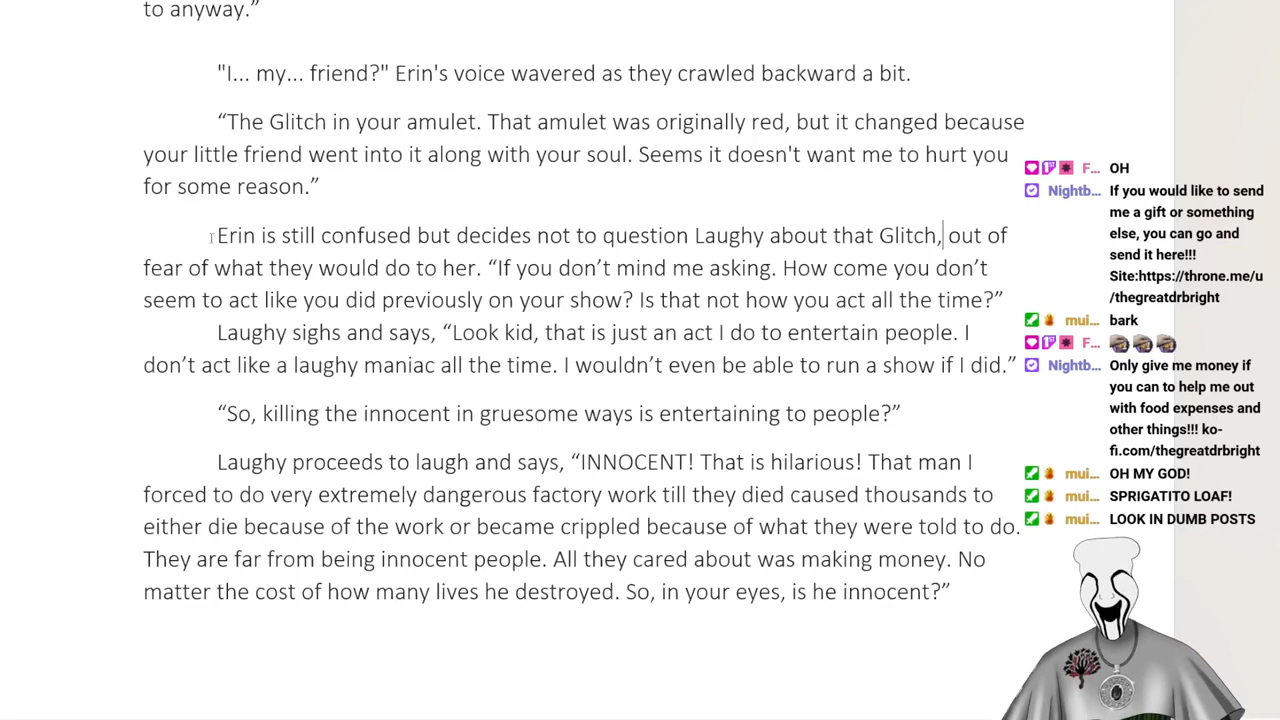 to anyway.”
"I... my... friend?" Erin's voice wavered as they crawled backward a bit.
“The Glitch in your amulet. That amulet was originally red, but it changed because
your little friend went into it along with your soul. Seems it doesn't want me to hurt you
for some reason.”
Erin is still confused but decides not to question Laughy about that Glitch, out of
fear of what they would do to her. “If you don’t mind me asking. How come you don’t
seem to act like you did previously on your show? Is that not how you act all the time?”
Laughy sighs and says, “Look kid, that is just an act I do to entertain people. I
don’t act like a laughy maniac all the time. I wouldn’t even be able to run a show if I did.”
“So, killing the innocent in gruesome ways is entertaining to people?”
Laughy proceeds to laugh and says, “INNOCENT! That is hilarious! That man I
forced to do very extremely dangerous factory work till they died caused thousands to
either die because of the work or became crippled because of what they were told to do.
They are far from being innocent people. All they cared about was making money. No
matter the cost of how many lives he destroyed. So, in your eyes, is he innocent?”
F... OH
Nightb... If you would like to send
me a gift or something
else, you can go and
send it here!!!
Site:https://throne.me/u
/thegreatdrbright
mui... bark
F...
Nightb... Only give me money if
you can to help me out
with food expenses and
other things!!! ko-
fi.com/thegreatdrbright
mui... OH MY GOD!
mui... SPRIGATITO LOAF!
mui... LOOK IN DUMB POSTS